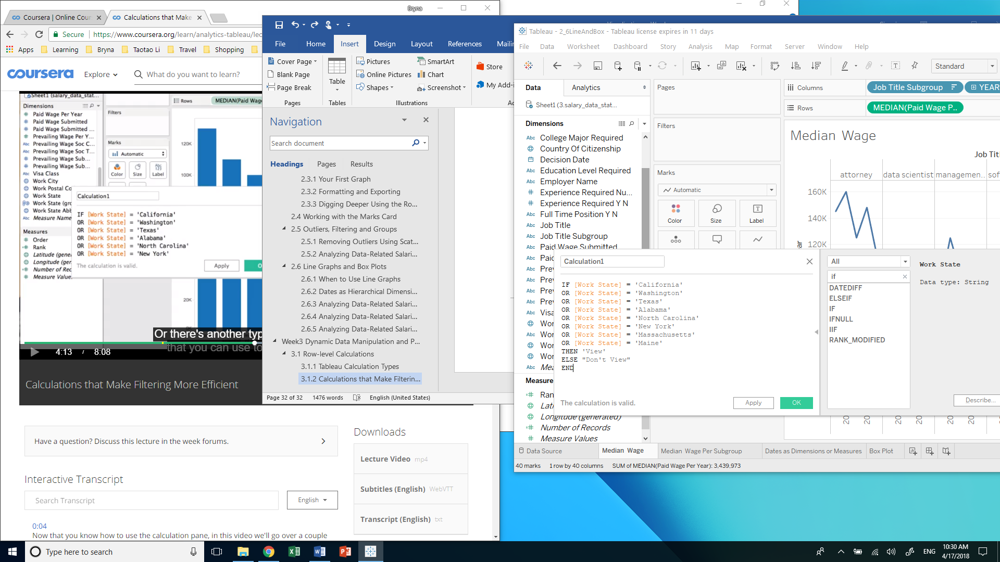 Bryna
Coursera | Online Cour
Calculations that Make
Secure
https://www.coursera.org/learn/analytics-tableau/lec
Apps
Learning
Bryna
Taotao Li
Travel
Shopping
coursera
Explore
What do you want to learn?
Sheet1 (salary_data_stat...
Dimensions
Paid Wage Per Year
Paid Wage Submitted
Paid Wage Submitted ...
Prevailing Wage Per Y...
Abc Prevailing Wage Soc C...
Abc Prevailing Wage Soc T...
Prevailing Wage Sub...
Prevailing Wage Sub...
Abc Visa Class
Work City
Work Postal Co
Work State
Work State (gro
Work State Abb
Abc Measure Name
Measures
Order
Rank
Latitude (gene
Longitude (gen
Number of Rec
Measure Value
Rows
MEDIAN(Paid Wage
Filters
Marks
Automatic
Color
Size
Abc
123
Label
120K
100K
20K
Calculation1
IF [Work State] = 'California'
OR [Work State] = 'Washington'
OR [Work State] = 'Texas'
OR [Work State] = 'Alabama'
OR [Work State] = 'North Carolina'
OR [Work State] = 'New York'
The calculation is valid.
Apply
O
Or there's another typ
that you can use to
4:13 / 8:08
Calculations that Make Filtering More Efficient
Have a question? Discuss this lecture in the week forums.
Interactive Transcript
Search Transcript
English
0:04
Now that you know how to use the calculation pane, in this video we'll go over a couple
Downloads
Lecture Video mp4
Subtitles (English) WebVTT
Transcript (English) txt
File
Home
Insert
Design
Layout
References
Mailin
Cover Page
Blank Page
Page Break
Pages
Table
Tables
Pictures
Online Pictures
Shapes
SmartArt
Chart
Screenshot
Illustrations
Store
My Add-i
Ad
Navigation
Search document
Headings
Pages
Results
2.3.1 Your First Graph
2.3.2 Formatting and Exporting
2.3.3 Digging Deeper Using the Ro...
2.4 Working with the Marks Card
2.5 Outliers, Filtering and Groups
2.5.1 Removing Outliers Using Scat...
2.5.2 Analyzing Data-Related Salari...
2.6 Line Graphs and Box Plots
2.6.1 When to Use Line Graphs
2.6.2 Dates as Hierarchical Dimensi...
2.6.3 Analyzing Data-Related Salari...
2.6.4 Analyzing Data-Related Salari...
2.6.5 Analyzing Data-Related Salari...
Week3 Dynamic Data Manipulation and P...
3.1 Row-level Calculations
3.1.1 Tableau Calculation Types
3.1.2 Calculations that Make Filterin...
Page 32 of 32
1476 words
English (United States)
Tableau - 2_6LineAndBox - Tableau license expires in 11 days
File
Data
Worksheet
Dashboard
Story
Analysis
Map
Format
Server
Window
Help
Standard
Data
Analytics
Sheet1 (3.salary_data_stat...
Dimensions
Abc College Major Required
Country Of Citizenship
Decision Date
Abc Education Level Required
Abc Employer Name
Experience Required Nu...
Experience Required Y N
Abc Full Time Position Y N
Abc Job Title
Abc Job Title Subgroup
Abc Paid Wage Submitted
Abc Paid
Abc Prev
Abc Prev
Abc Prev
Abc Visa
Wor
Abc Wor
Wor
Wor
Abc Mea
Measure
Ran
Lati
Longitude (generated)
Number of Records
Measure Values
Pages
Filters
Marks
Automatic
Color
Size
Label
Columns
Job Title Subgroup
YEAR
Rows
MEDIAN(Paid Wage P..
Median Wage
Job Titl
attorney
data scientist
managemen...
sof
160K
140K
120K
ar
20
20
20
20
20
Calculation1
IF [Work State] = 'California'
OR [Work State] = 'Washington'
OR [Work State] = 'Texas'
OR [Work State] = 'Alabama'
OR [Work State] = 'North Carolina'
OR [Work State] = 'New York'
OR [Work State] = 'Massachusetts'
OR [Work State] = 'Maine'
THEN 'View'
ELSE "Don't View"
END
The calculation is valid.
Apply
OK
All
if
DATEDIFF
ELSEIF
IF
IFNULL
IIF
RANK_MODIFIED
Work State
Data type: String
Describe...
Data Source
Median Wage
Median Wage Per Subgroup
Dates as Dimensions or Measures
Box Plot
40 marks
1 row by 40 columns
SUM of MEDIAN(Paid Wage Per Year): 3,439,973
Type here to search
ENG
10:30 AM
4/17/2018